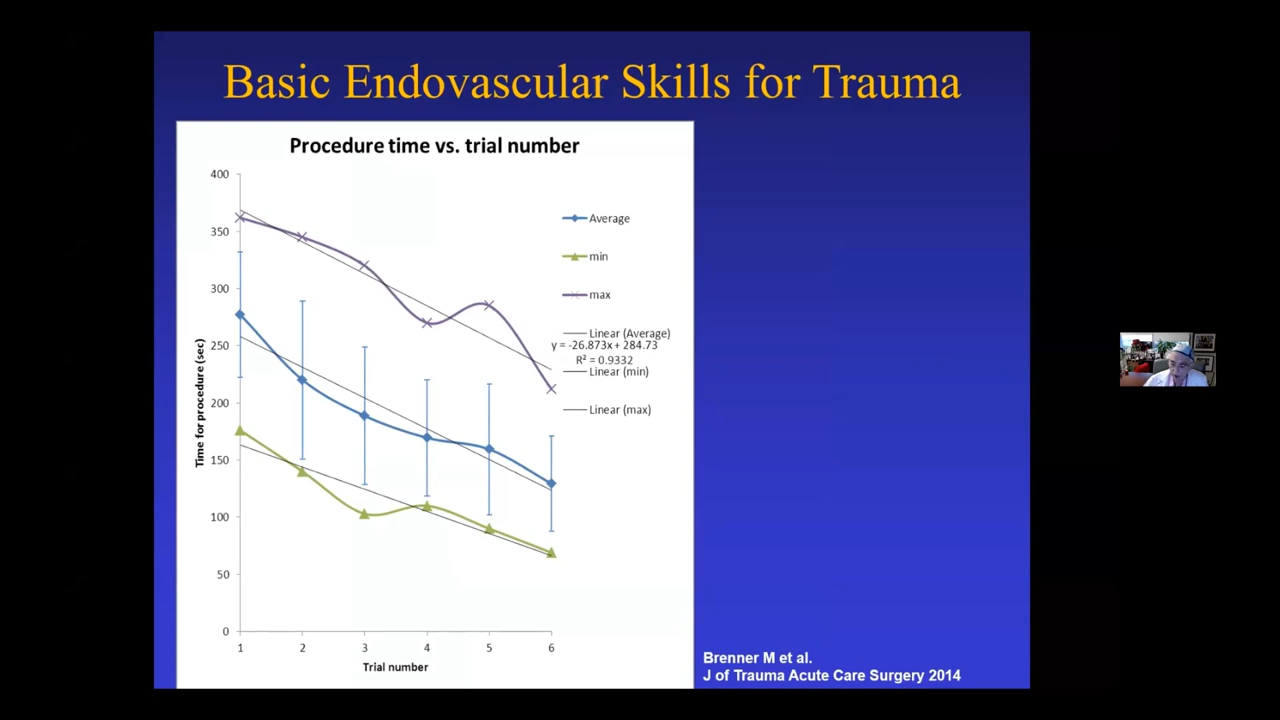 Basic Endovascular Skills for Trauma
Procedure time vs. trial number
400
350
300
250
200
150
100
50
0
Time for procedure (sec)
1 2 3 4 5 6
Trial number
Average
min
max
Linear (Average)
y = -26.873x + 284.73
R² = 0.9332
Linear (min)
Linear (max)
Brenner M et al.
J of Trauma Acute Care Surgery 2014